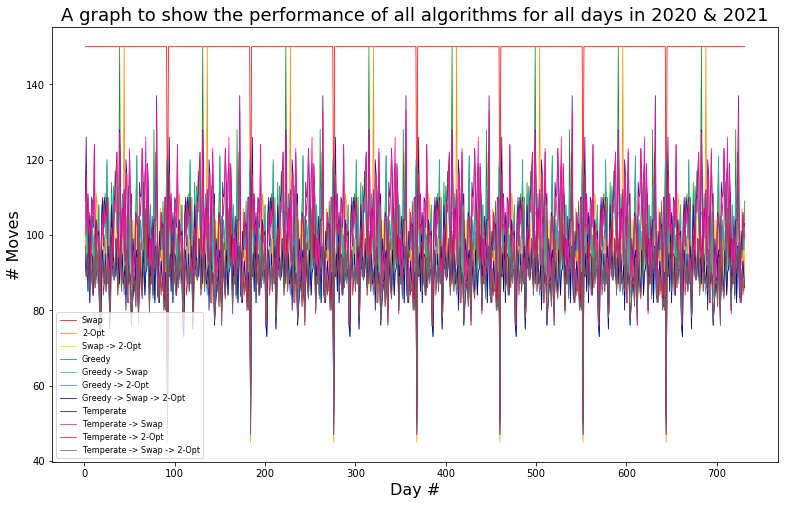 A graph to show the performance of all algorithms for all days in 2020 & 2021
# Moves
140
120
100
80
60
40
Swap
2-Opt
Swap -> 2-Opt
Greedy
Greedy -> Swap
Greedy -> 2-Opt
Greedy -> Swap -> 2-Opt
Temperate
Temperate -> Swap
Temperate -> 2-Opt
Temperate -> Swap -> 2-Opt
0 100 200 300 400 500 600 700
Day #